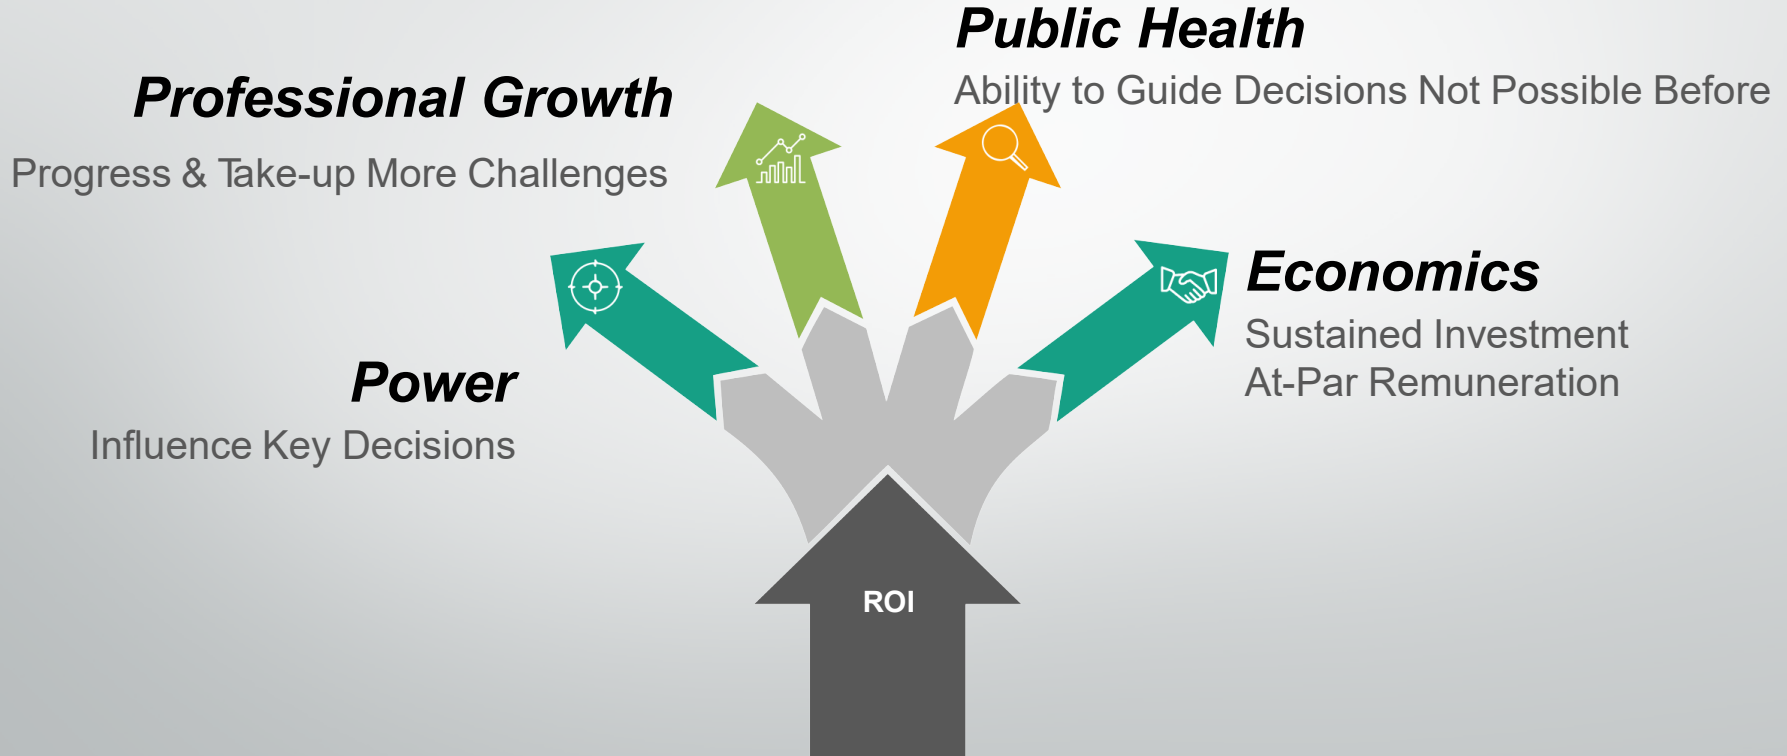 Public Health
Ability to Guide Decisions Not Possible Before
Professional Growth
Progress & Take-up More Challenges
Economics
Sustained Investment
At-Par Remuneration
Power
Influence Key Decisions
ROI